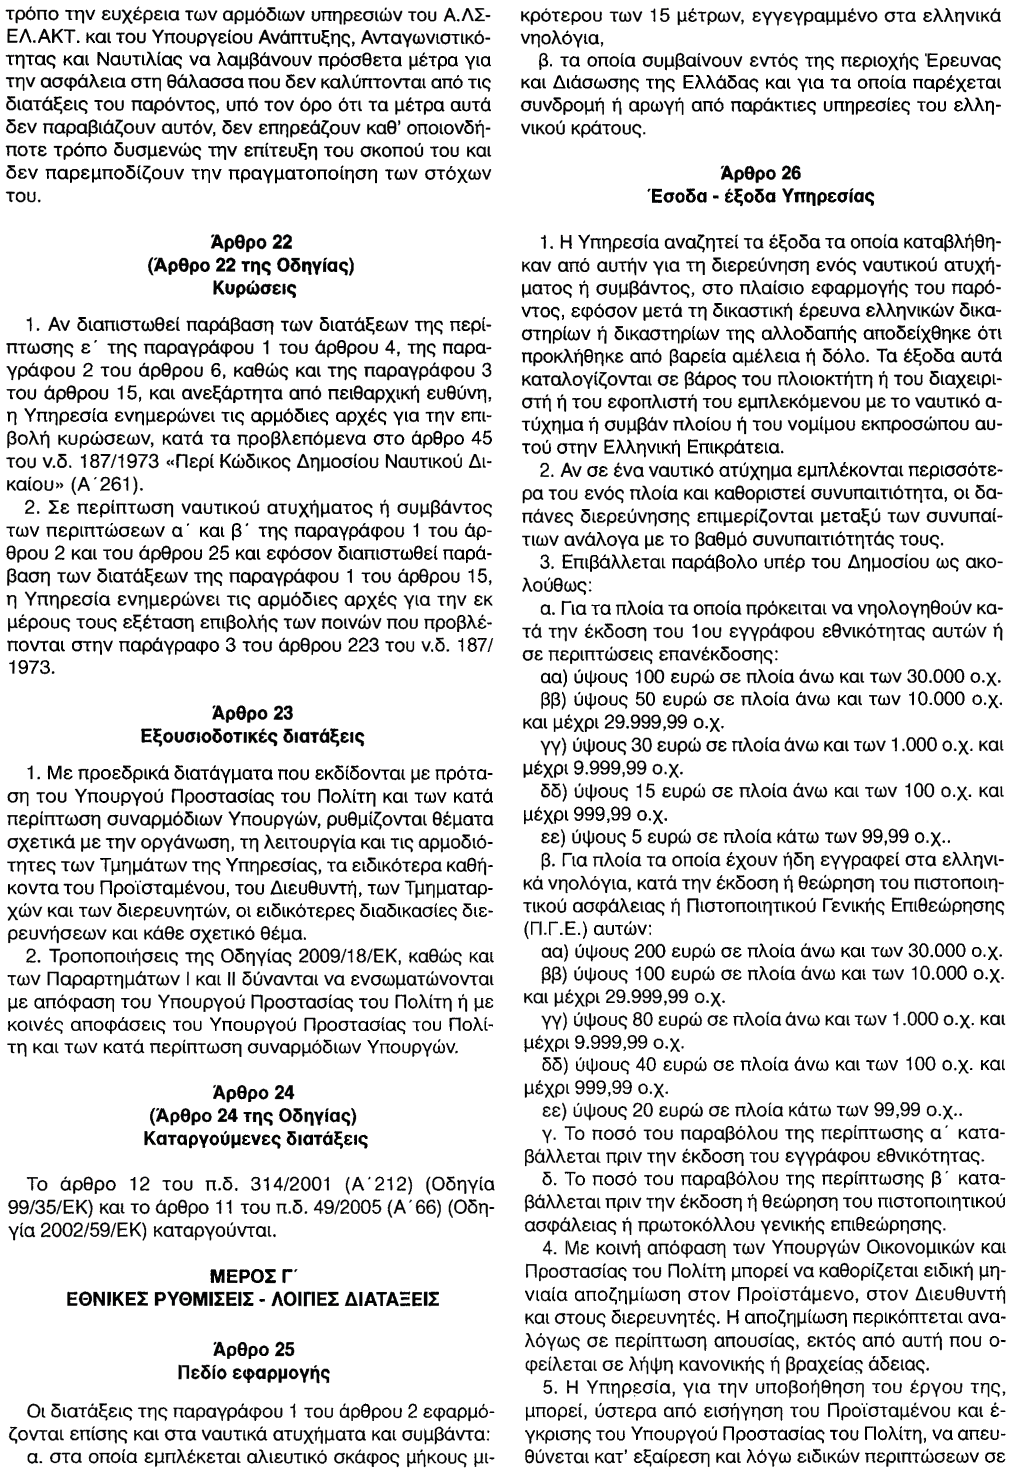 τρόπο την ευχέρεια των αρμόδιων υπηρεσιών του Α.ΛΣ-
ΕΛ.ΑΚΤ. και του Υπουργείου Ανάπτυξης, Ανταγωνιστικό-
τητας και Ναυτιλίας να λαμβάνουν πρόσθετα μέτρα για
την ασφάλεια στη θάλασσα που δεν καλύπτονται από τις
διατάξεις του παρόντος, υπό τον όρο ότι τα μέτρα αυτά
δεν παραβιάζουν αυτόν, δεν επηρεάζουν καθ’ οποιονδή-
ποτε τρόπο δυσμενώς την επίτευξη του σκοπού του και
δεν παρεμποδίζουν την πραγματοποίηση των στόχων
του.
Άρθρο 22
(Άρθρο 22 της Οδηγίας)
Κυρώσεις
1. Αν διαπιστωθεί παράβαση των διατάξεων της περί-
πτωσης ε΄ της παραγράφου 1 του άρθρου 4, της παρα-
γράφου 2 του άρθρου 6, καθώς και της παραγράφου 3
του άρθρου 15, και ανεξάρτητα από πειθαρχική ευθύνη,
η Υπηρεσία ενημερώνει τις αρμόδιες αρχές για την επι-
βολή κυρώσεων, κατά τα προβλεπόμενα στο άρθρο 45
του ν.δ. 187/1973 «Περί Κώδικος Δημοσίου Ναυτικού Δι-
καίου» (Α΄261).
2. Σε περίπτωση ναυτικού ατυχήματος ή συμβάντος
των περιπτώσεων α΄ και β΄ της παραγράφου 1 του άρ-
θρου 2 και του άρθρου 25 και εφόσον διαπιστωθεί παρά-
βαση των διατάξεων της παραγράφου 1 του άρθρου 15,
η Υπηρεσία ενημερώνει τις αρμόδιες αρχές για την εκ
μέρους τους εξέταση επιβολής των ποινών που προβλέ-
πονται στην παράγραφο 3 του άρθρου 223 του ν.δ. 187/
1973.
Άρθρο 23
Εξουσιοδοτικές διατάξεις
1. Με προεδρικά διατάγματα που εκδίδονται με πρότα-
ση του Υπουργού Προστασίας του Πολίτη και των κατά
περίπτωση συναρμόδιων Υπουργών, ρυθμίζονται θέματα
σχετικά με την οργάνωση, τη λειτουργία και τις αρμοδιό-
τητες των Τμημάτων της Υπηρεσίας, τα ειδικότερα καθή-
κοντα του Προϊσταμένου, του Διευθυντή, των Τμηματαρ-
χών και των διερευνητών, οι ειδικότερες διαδικασίες διε-
ρευνήσεων και κάθε σχετικό θέμα.
2. Τροποποιήσεις της Οδηγίας 2009/18/ΕΚ, καθώς και
των Παραρτημάτων Ι και ΙΙ δύνανται να ενσωματώνονται
με απόφαση του Υπουργού Προστασίας του Πολίτη ή με
κοινές αποφάσεις του Υπουργού Προστασίας του Πολί-
τη και των κατά περίπτωση συναρμόδιων Υπουργών.
Άρθρο 24
(Άρθρο 24 της Οδηγίας)
Καταργούμενες διατάξεις
Το άρθρο 12 του π.δ. 314/2001 (Α΄212) (Οδηγία
99/35/ΕΚ) και το άρθρο 11 του π.δ. 49/2005 (Α΄66) (Οδη-
γία 2002/59/ΕΚ) καταργούνται.
ΜΕΡΟΣ Γ΄
ΕΘΝΙΚΕΣ ΡΥΘΜΙΣΕΙΣ - ΛΟΙΠΕΣ ΔΙΑΤΑΞΕΙΣ
Άρθρο 25
Πεδίο εφαρμογής
Οι διατάξεις της παραγράφου 1 του άρθρου 2 εφαρμό-
ζονται επίσης και στα ναυτικά ατυχήματα και συμβάντα:
α. στα οποία εμπλέκεται αλιευτικό σκάφος μήκους μι-
κρότερου των 15 μέτρων, εγγεγραμμένο στα ελληνικά
νηολόγια,
β. τα οποία συμβαίνουν εντός της περιοχής Έρευνας
και Διάσωσης της Ελλάδας και για τα οποία παρέχεται
συνδρομή ή αρωγή από παράκτιες υπηρεσίες του ελλη-
νικού κράτους.
Άρθρο 26
Έσοδα - έξοδα Υπηρεσίας
1. Η Υπηρεσία αναζητεί τα έξοδα τα οποία καταβλήθη-
καν από αυτήν για τη διερεύνηση ενός ναυτικού ατυχή-
ματος ή συμβάντος, στο πλαίσιο εφαρμογής του παρό-
ντος, εφόσον μετά τη δικαστική έρευνα ελληνικών δικα-
στηρίων ή δικαστηρίων της αλλοδαπής αποδείχθηκε ότι
προκλήθηκε από βαρεία αμέλεια ή δόλο. Τα έξοδα αυτά
καταλογίζονται σε βάρος του πλοιοκτήτη ή του διαχειρι-
στή ή του εφοπλιστή του εμπλεκόμενου με το ναυτικό α-
τύχημα ή συμβάν πλοίου ή του νομίμου εκπροσώπου αυ-
τού στην Ελληνική Επικράτεια.
2. Αν σε ένα ναυτικό ατύχημα εμπλέκονται περισσότε-
ρα του ενός πλοία και καθοριστεί συνυπαιτιότητα, οι δα-
πάνες διερεύνησης επιμερίζονται μεταξύ των συνυπαί-
τιων ανάλογα με το βαθμό συνυπαιτιότητάς τους.
3. Επιβάλλεται παράβολο υπέρ του Δημοσίου ως ακο-
λούθως:
α. Για τα πλοία τα οποία πρόκειται να νηολογηθούν κα-
τά την έκδοση του 1ου εγγράφου εθνικότητας αυτών ή
σε περιπτώσεις επανέκδοσης:
αα) ύψους 100 ευρώ σε πλοία άνω και των 30.000 ο.χ.
ββ) ύψους 50 ευρώ σε πλοία άνω και των 10.000 ο.χ.
και μέχρι 29.999,99 ο.χ.
γγ) ύψους 30 ευρώ σε πλοία άνω και των 1.000 ο.χ. και
μέχρι 9.999,99 ο.χ.
δδ) ύψους 15 ευρώ σε πλοία άνω και των 100 ο.χ. και
μέχρι 999,99 ο.χ.
εε) ύψους 5 ευρώ σε πλοία κάτω των 99,99 ο.χ..
β. Για πλοία τα οποία έχουν ήδη εγγραφεί στα ελληνι-
κά νηολόγια, κατά την έκδοση ή θεώρηση του πιστοποιη-
τικού ασφάλειας ή Πιστοποιητικού Γενικής Επιθεώρησης
(Π.Γ.Ε.) αυτών:
αα) ύψους 200 ευρώ σε πλοία άνω και των 30.000 ο.χ.
ββ) ύψους 100 ευρώ σε πλοία άνω και των 10.000 ο.χ.
και μέχρι 29.999,99 ο.χ.
γγ) ύψους 80 ευρώ σε πλοία άνω και των 1.000 ο.χ. και
μέχρι 9.999,99 ο.χ.
δδ) ύψους 40 ευρώ σε πλοία άνω και των 100 ο.χ. και
μέχρι 999,99 ο.χ.
εε) ύψους 20 ευρώ σε πλοία κάτω των 99,99 ο.χ..
γ. Το ποσό του παραβόλου της περίπτωσης α΄ κατα-
βάλλεται πριν την έκδοση του εγγράφου εθνικότητας.
δ. Το ποσό του παραβόλου της περίπτωσης β΄ κατα-
βάλλεται πριν την έκδοση ή θεώρηση του πιστοποιητικού
ασφάλειας ή πρωτοκόλλου γενικής επιθεώρησης.
4. Με κοινή απόφαση των Υπουργών Οικονομικών και
Προστασίας του Πολίτη μπορεί να καθορίζεται ειδική μη-
νιαία αποζημίωση στον Προϊστάμενο, στον Διευθυντή
και στους διερευνητές. Η αποζημίωση περικόπτεται ανα-
λόγως σε περίπτωση απουσίας, εκτός από αυτή που ο-
φείλεται σε λήψη κανονικής ή βραχείας άδειας.
5. Η Υπηρεσία, για την υποβοήθηση του έργου της,
μπορεί, ύστερα από εισήγηση του Προϊσταμένου και έ-
γκρισης του Υπουργού Προστασίας του Πολίτη, να απευ-
θύνεται κατ’ εξαίρεση και λόγω ειδικών περιπτώσεων σε